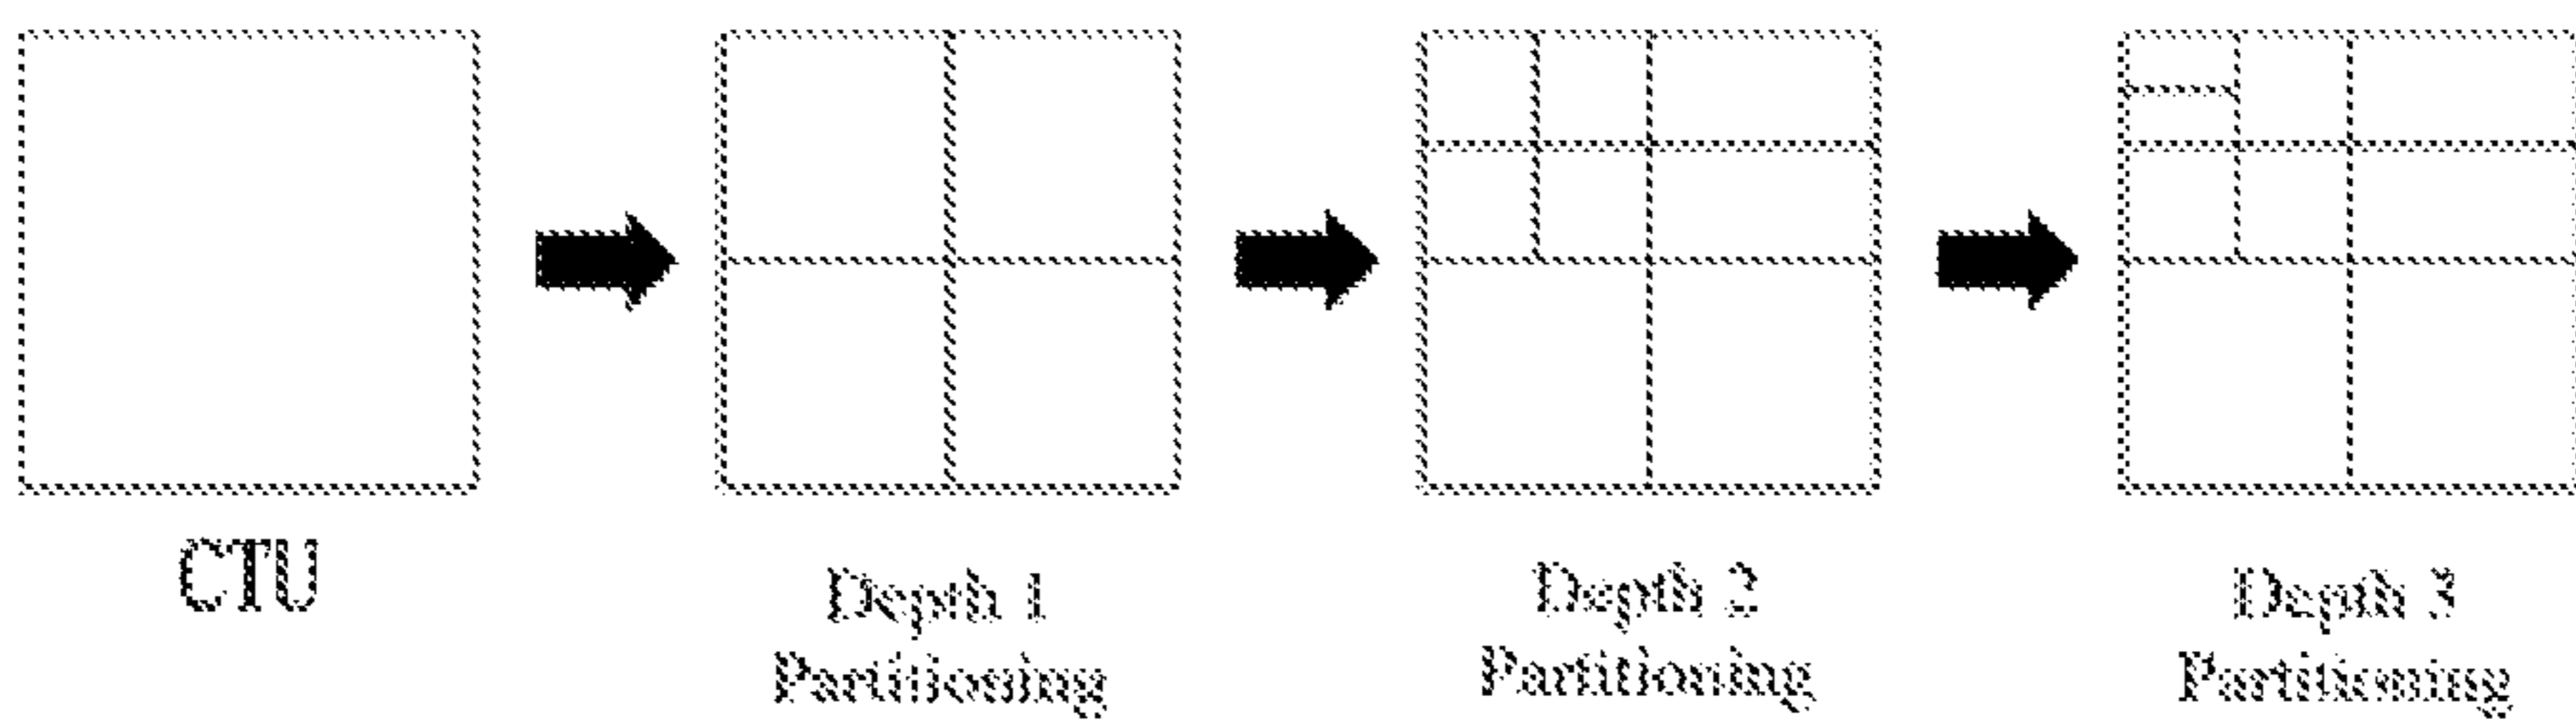 CTU
Depth 1
Partitioning
Depth 2
Partitioning
Depth 3
Partitioning